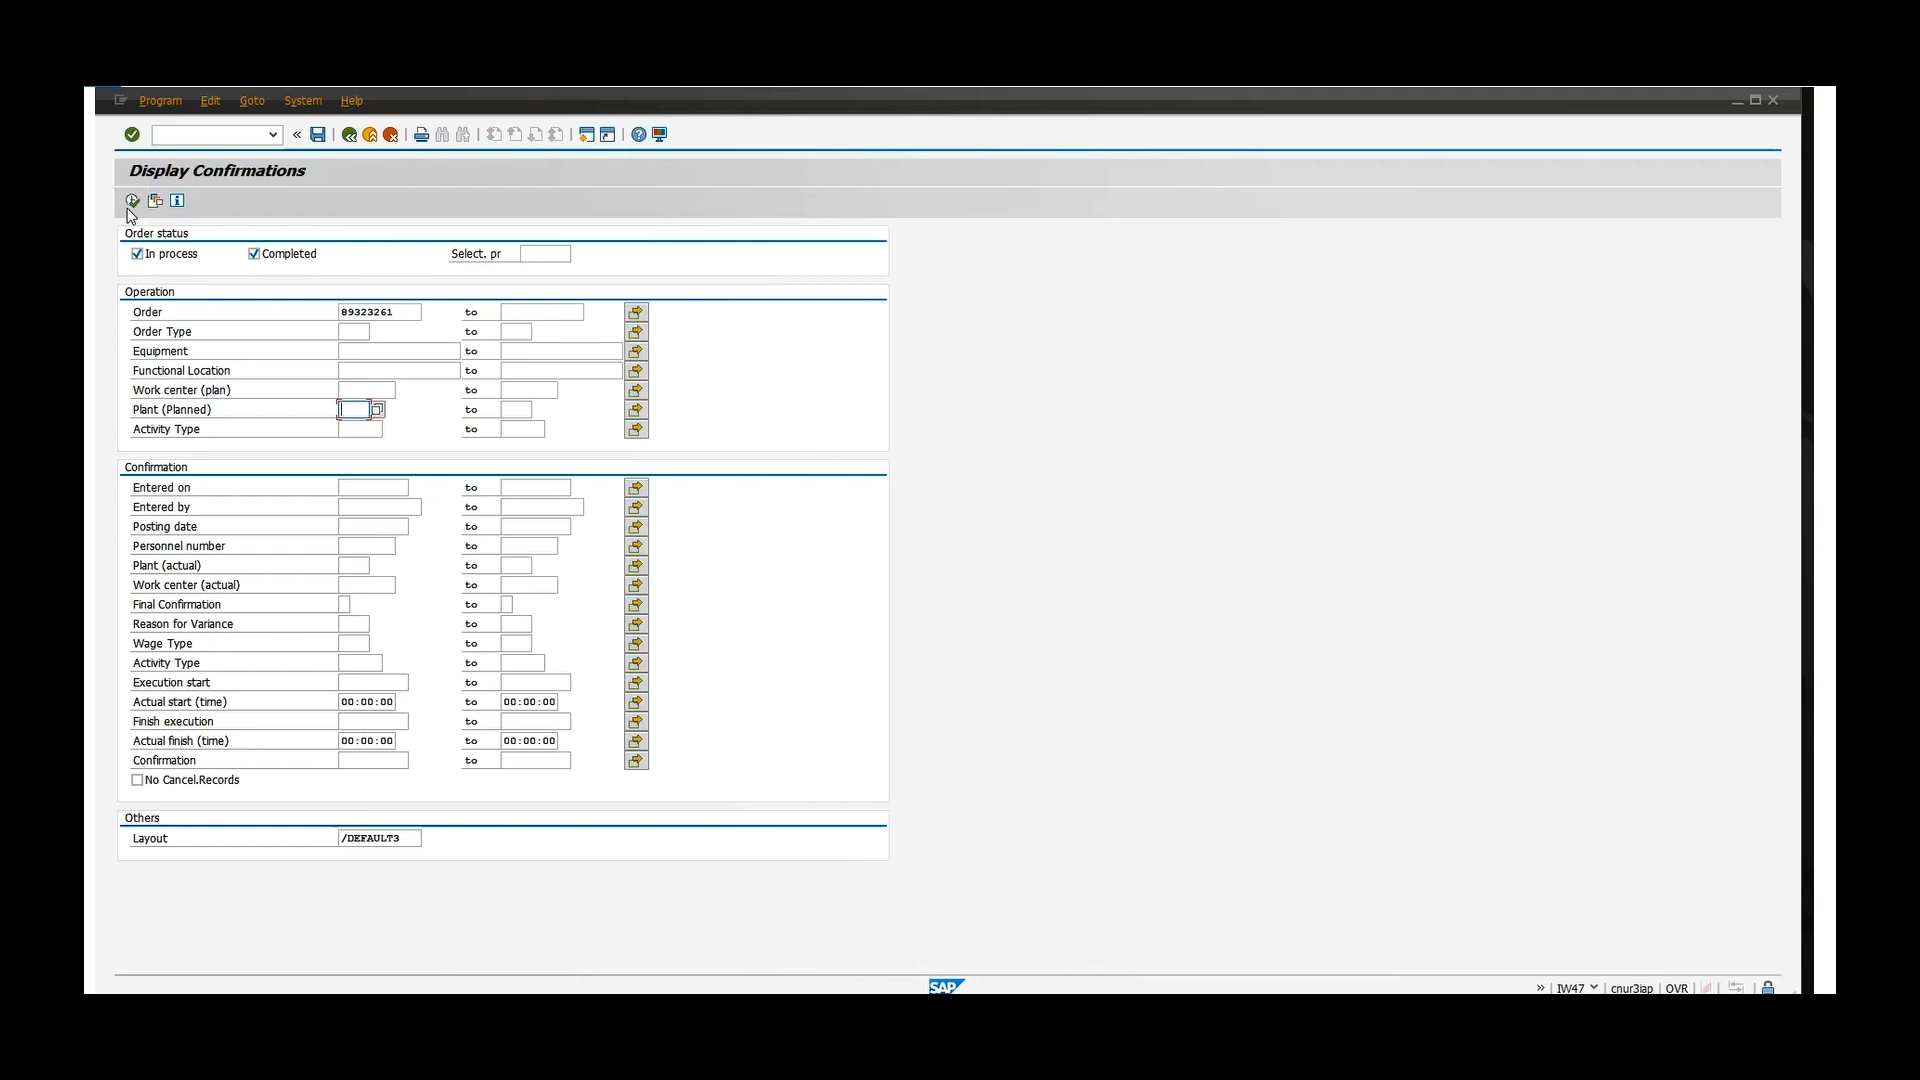 Program Edit Goto System Help
Display Confirmations
Order status
In process Completed Select. pr
Operation
Order 89323261 to
Order Type to
Equipment to
Functional Location to
Work center (plan) to
Plant (Planned) to
Activity Type to
Confirmation
Entered on to
Entered by to
Posting date to
Personnel number to
Plant (actual) to
Work center (actual) to
Final Confirmation to
Reason for Variance to
Wage Type to
Activity Type to
Execution start to
Actual start (time) 00:00:00 to 00:00:00
Finish execution to
Actual finish (time) 00:00:00 to 00:00:00
Confirmation to
No Cancel.Records
Others
Layout /DEFAULT3
SAP » IW47 cnur3iap OVR